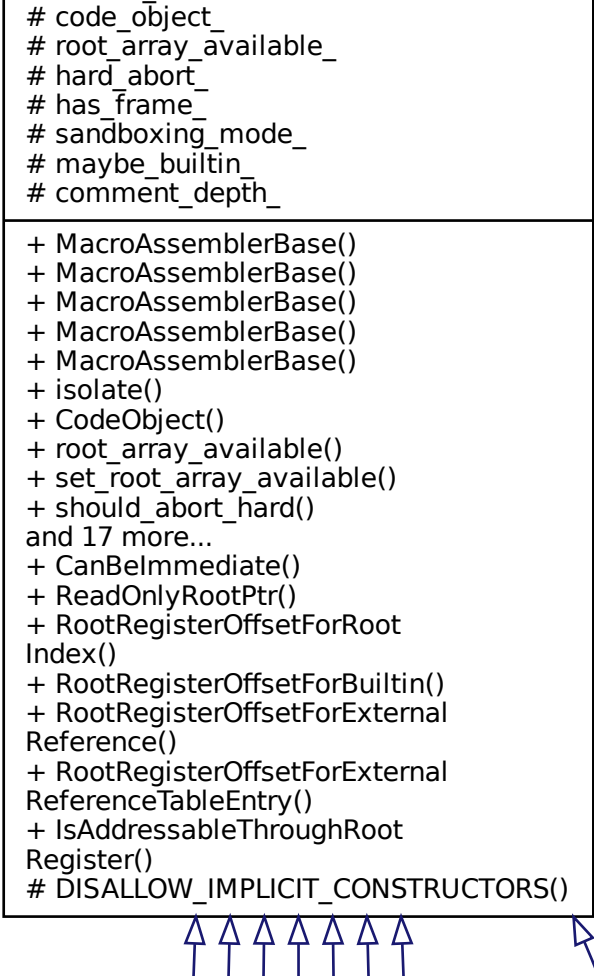 # code_object_
# root_array_available_
# hard_abort_
# has_frame_
# sandboxing_mode_
# maybe_builtin_
# comment_depth_
+ MacroAssemblerBase()
+ MacroAssemblerBase()
+ MacroAssemblerBase()
+ MacroAssemblerBase()
+ MacroAssemblerBase()
+ isolate()
+ CodeObject()
+ root_array_available()
+ set_root_array_available()
+ should_abort_hard()
and 17 more...
+ CanBeImmediate()
+ ReadOnlyRootPtr()
+ RootRegisterOffsetForRoot
Index()
+ RootRegisterOffsetForBuiltin()
+ RootRegisterOffsetForExternal
Reference()
+ RootRegisterOffsetForExternal
ReferenceTableEntry()
+ IsAddressableThroughRoot
Register()
# DISALLOW_IMPLICIT_CONSTRUCTORS()